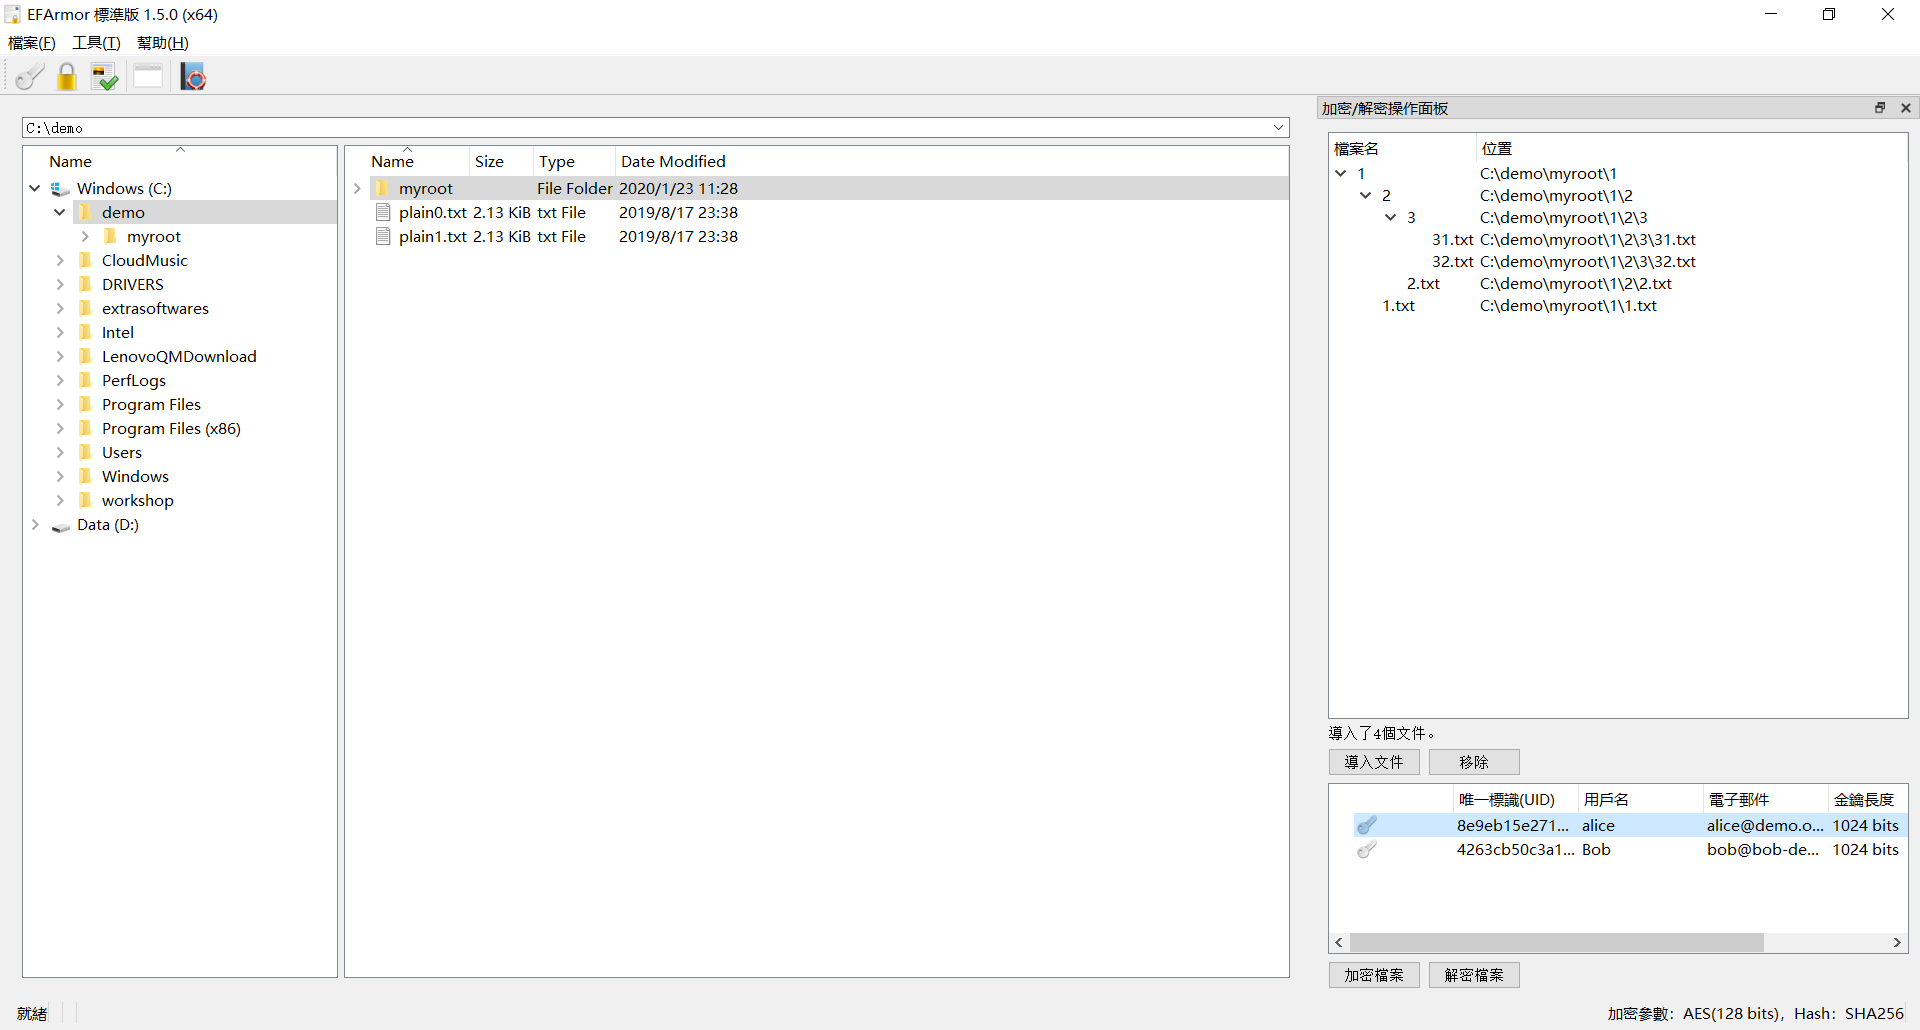 EFArmor 標準版 1.5.0 (x64)
檔案(F) 工具(T) 幫助(H)
C:\demo
Name
Windows (C:)
demo
myroot
CloudMusic
DRIVERS
extrasoftwares
Intel
LenovoQMDownload
PerfLogs
Program Files
Program Files (x86)
Users
Windows
workshop
Data (D:)
Name Size Type Date Modified
myroot File Folder 2020/1/23 11:28
plain0.txt 2.13 KiB txt File 2019/8/17 23:38
plain1.txt 2.13 KiB txt File 2019/8/17 23:38
加密/解密操作面板
檔案名 位置
1 C:\demo\myroot\1
2 C:\demo\myroot\1\2
3 C:\demo\myroot\1\2\3
31.txt C:\demo\myroot\1\2\3\31.txt
32.txt C:\demo\myroot\1\2\3\32.txt
2.txt C:\demo\myroot\1\2\2.txt
1.txt C:\demo\myroot\1\1.txt
導入了4個文件。
導入文件 移除
唯一標識(UID) 用戶名 電子郵件 金鑰長度
8e9eb15e271... alice alice@demo.o... 1024 bits
4263cb50c3a1... Bob bob@bob-de... 1024 bits
加密檔案 解密檔案
就緒
加密參數：AES(128 bits)，Hash：SHA256